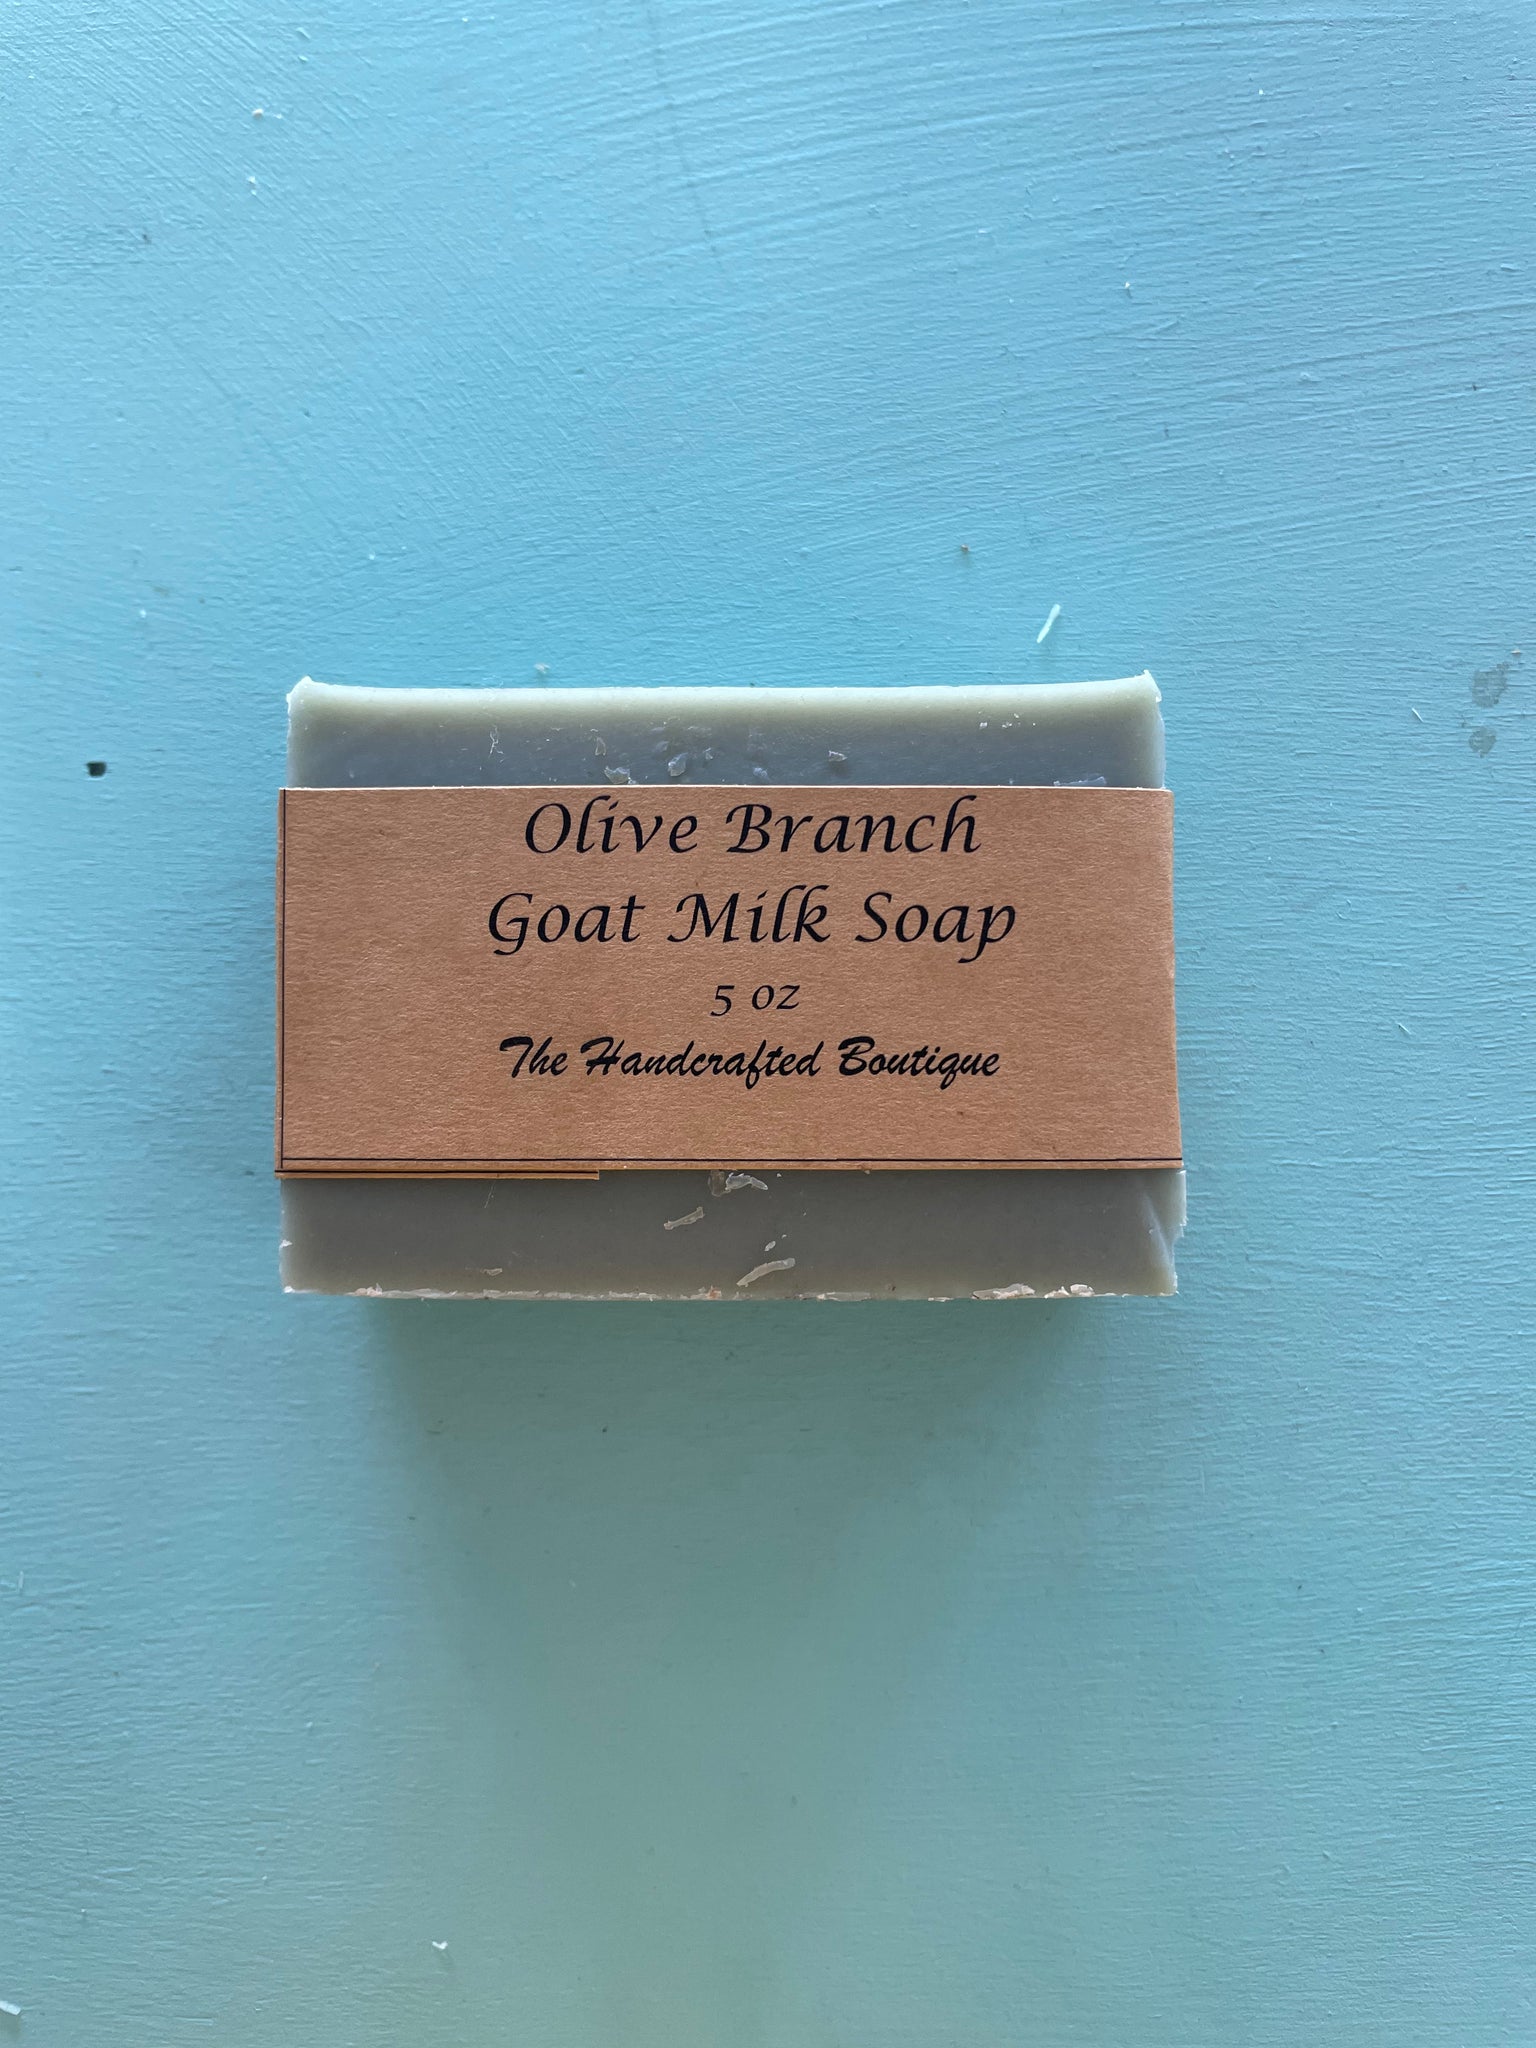 Olive Branch
Goat Milk Soap
5 oz
The Handcrafted Boutique